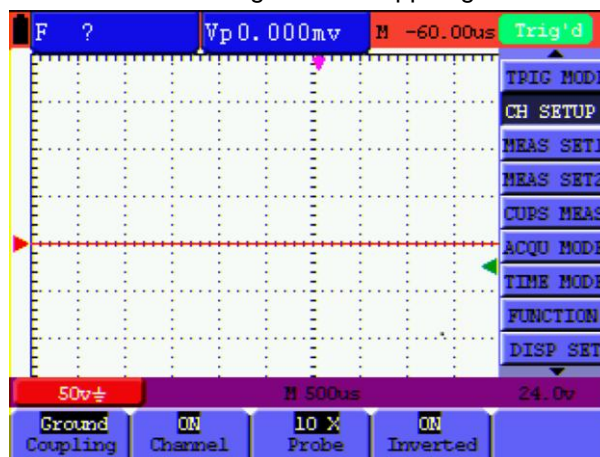 F ? Vp0.000mv M -60.00us Trig'd
TRIG MODE
CH SETUP
MEAS SET1
MEAS SET2
CUPS MEAS
ACQU MODE
TIME MODE
FUNCTION
DISP SET
50v M 500us 24.0v
Ground ON 10 X ON
Coupling Channel Probe Inverted